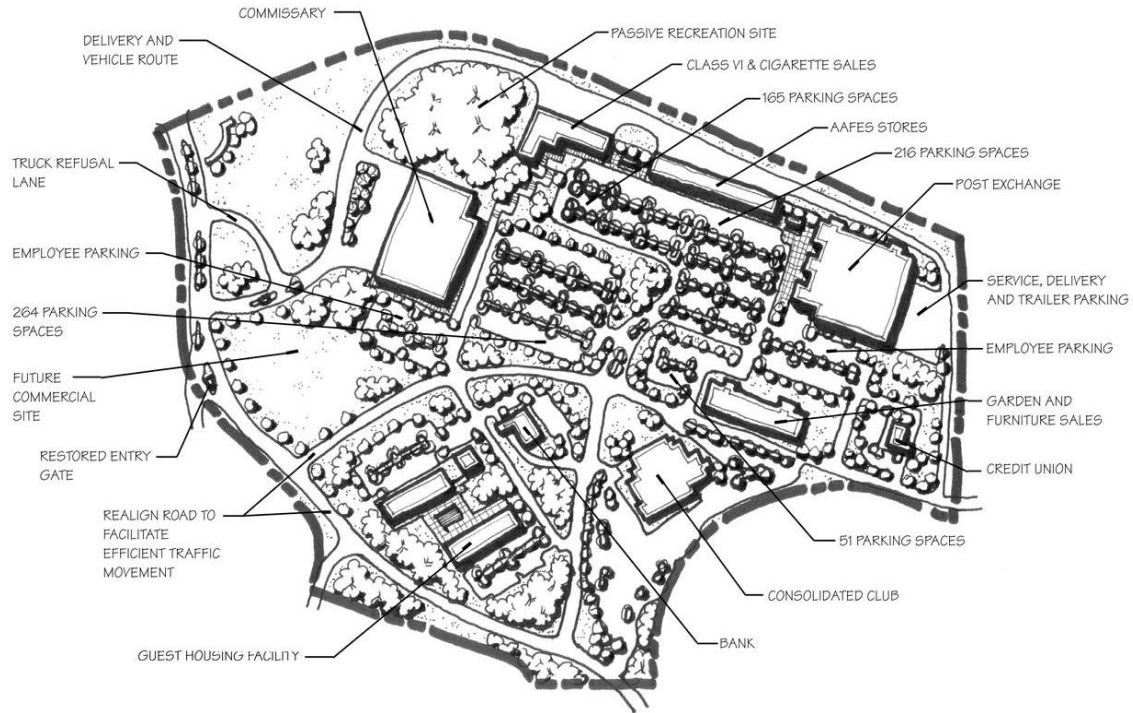 COMMISSARY
DELIVERY AND
VEHICLE ROUTE
PASSIVE RECREATION SITE
CLASS VI & CIGARETTE SALES
165 PARKING SPACES
AAFES STORES
216 PARKING SPACES
POST EXCHANGE
TRUCK REFUSAL
LANE
EMPLOYEE PARKING
264 PARKING
SPACES
FUTURE
COMMERCIAL
SITE
RESTORED ENTRY
GATE
REALIGN ROAD TO
FACILITATE
EFFICIENT TRAFFIC
MOVEMENT
GUEST HOUSING FACILITY
SERVICE, DELIVERY
AND TRAILER PARKING
EMPLOYEE PARKING
GARDEN AND
FURNITURE SALES
CREDIT UNION
51 PARKING SPACES
CONSOLIDATED CLUB
BANK